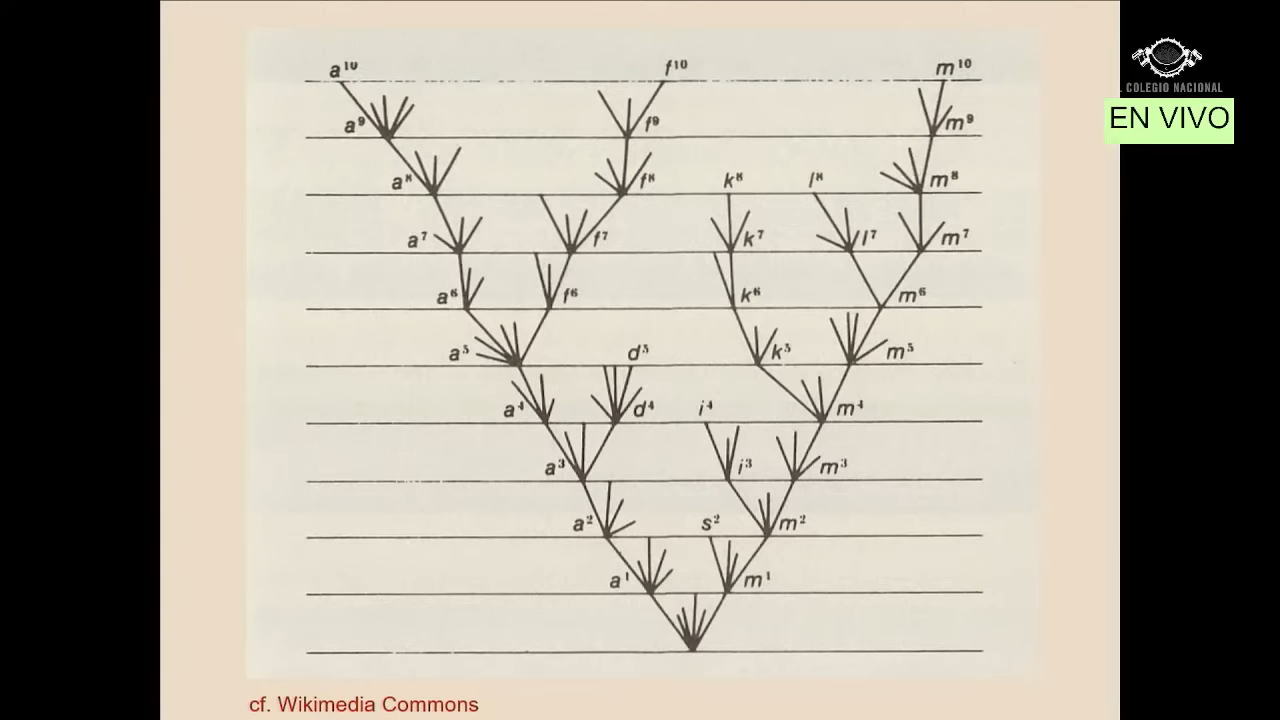 a¹⁰ f¹⁰ m¹⁰
a⁹ f⁹ m⁹
a⁸ f⁸ k⁸ l⁸ m⁸
a⁷ f⁷ k⁷ l⁷ m⁷
a⁶ f⁶ k⁶ m⁶
a⁵ d⁵ k⁵ m⁵
a⁴ d⁴ i⁴ m⁴
a³ i³ m³
a² s² m²
a¹ m¹
cf. Wikimedia Commons
COLEGIO NACIONAL
EN VIVO